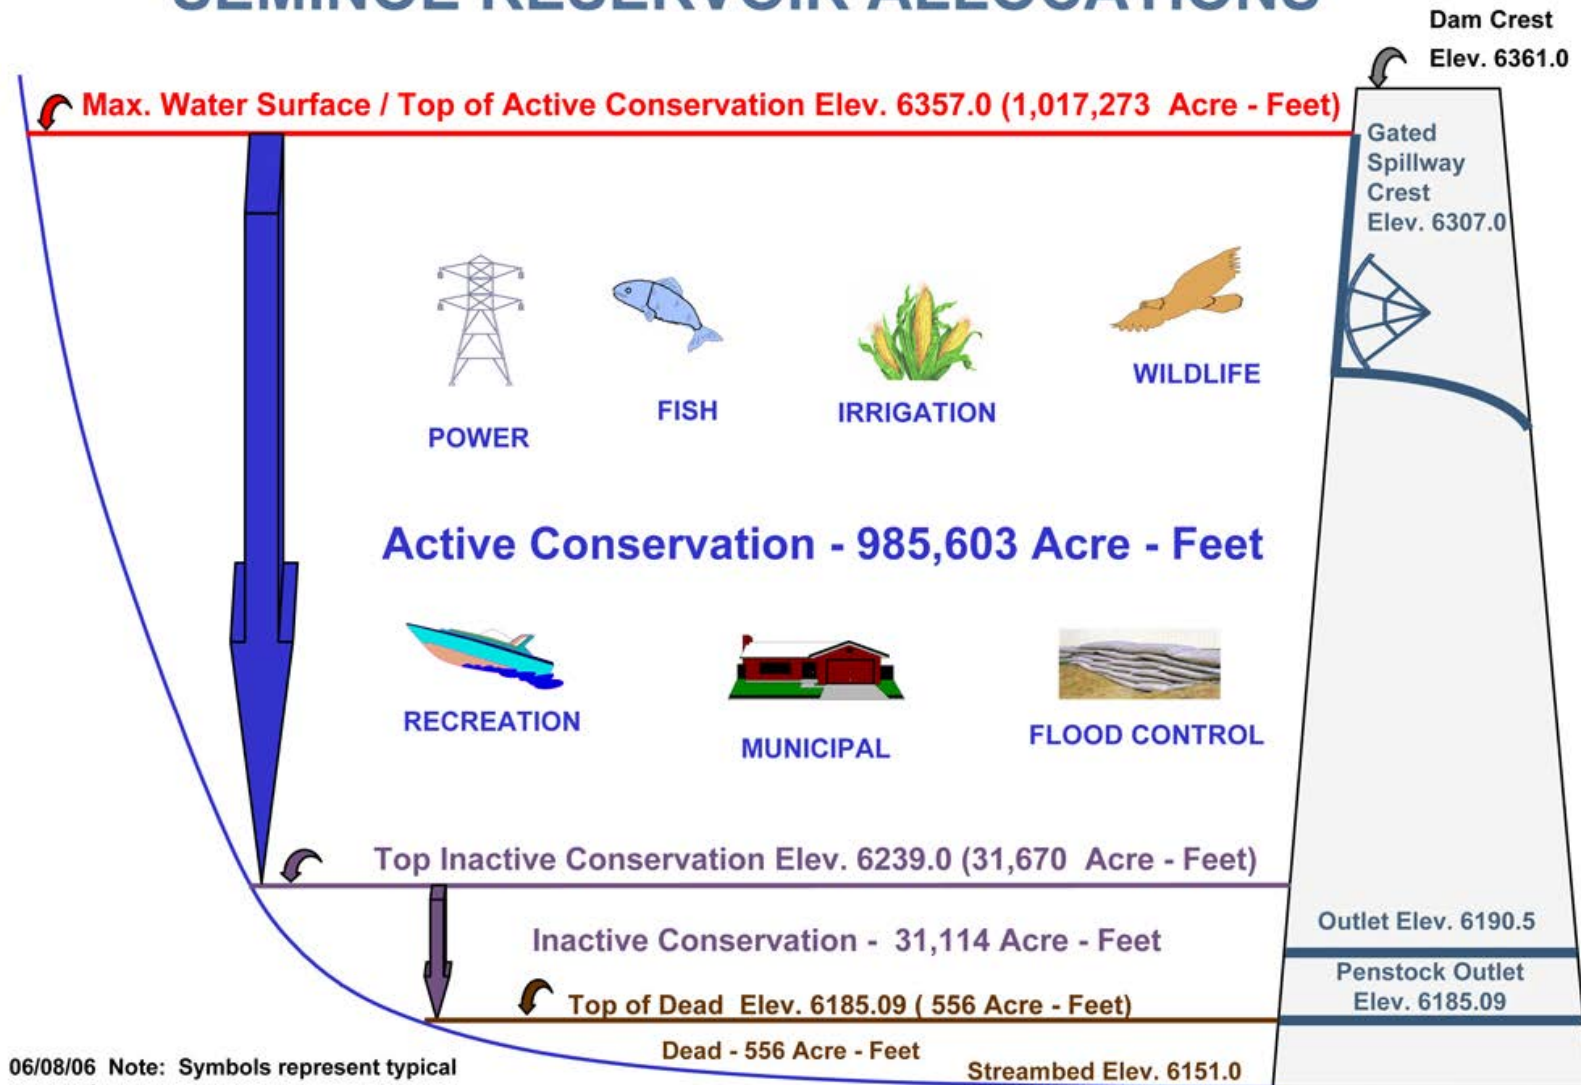 SEMINOE RESERVOIR ALLOCATIONS
Dam Crest
Elev. 6361.0
Max. Water Surface / Top of Active Conservation Elev. 6357.0 (1,017,273 Acre - Feet)
Gated
Spillway
Crest
Elev. 6307.0
POWER
FISH
IRRIGATION
WILDLIFE
Active Conservation - 985,603 Acre - Feet
RECREATION
MUNICIPAL
FLOOD CONTROL
Top Inactive Conservation Elev. 6239.0 (31,670 Acre - Feet)
Outlet Elev. 6190.5
Inactive Conservation - 31,114 Acre - Feet
Penstock Outlet
Elev. 6185.09
Top of Dead Elev. 6185.09 ( 556 Acre - Feet)
Dead - 556 Acre - Feet
Streambed Elev. 6151.0
06/08/06 Note: Symbols represent typical